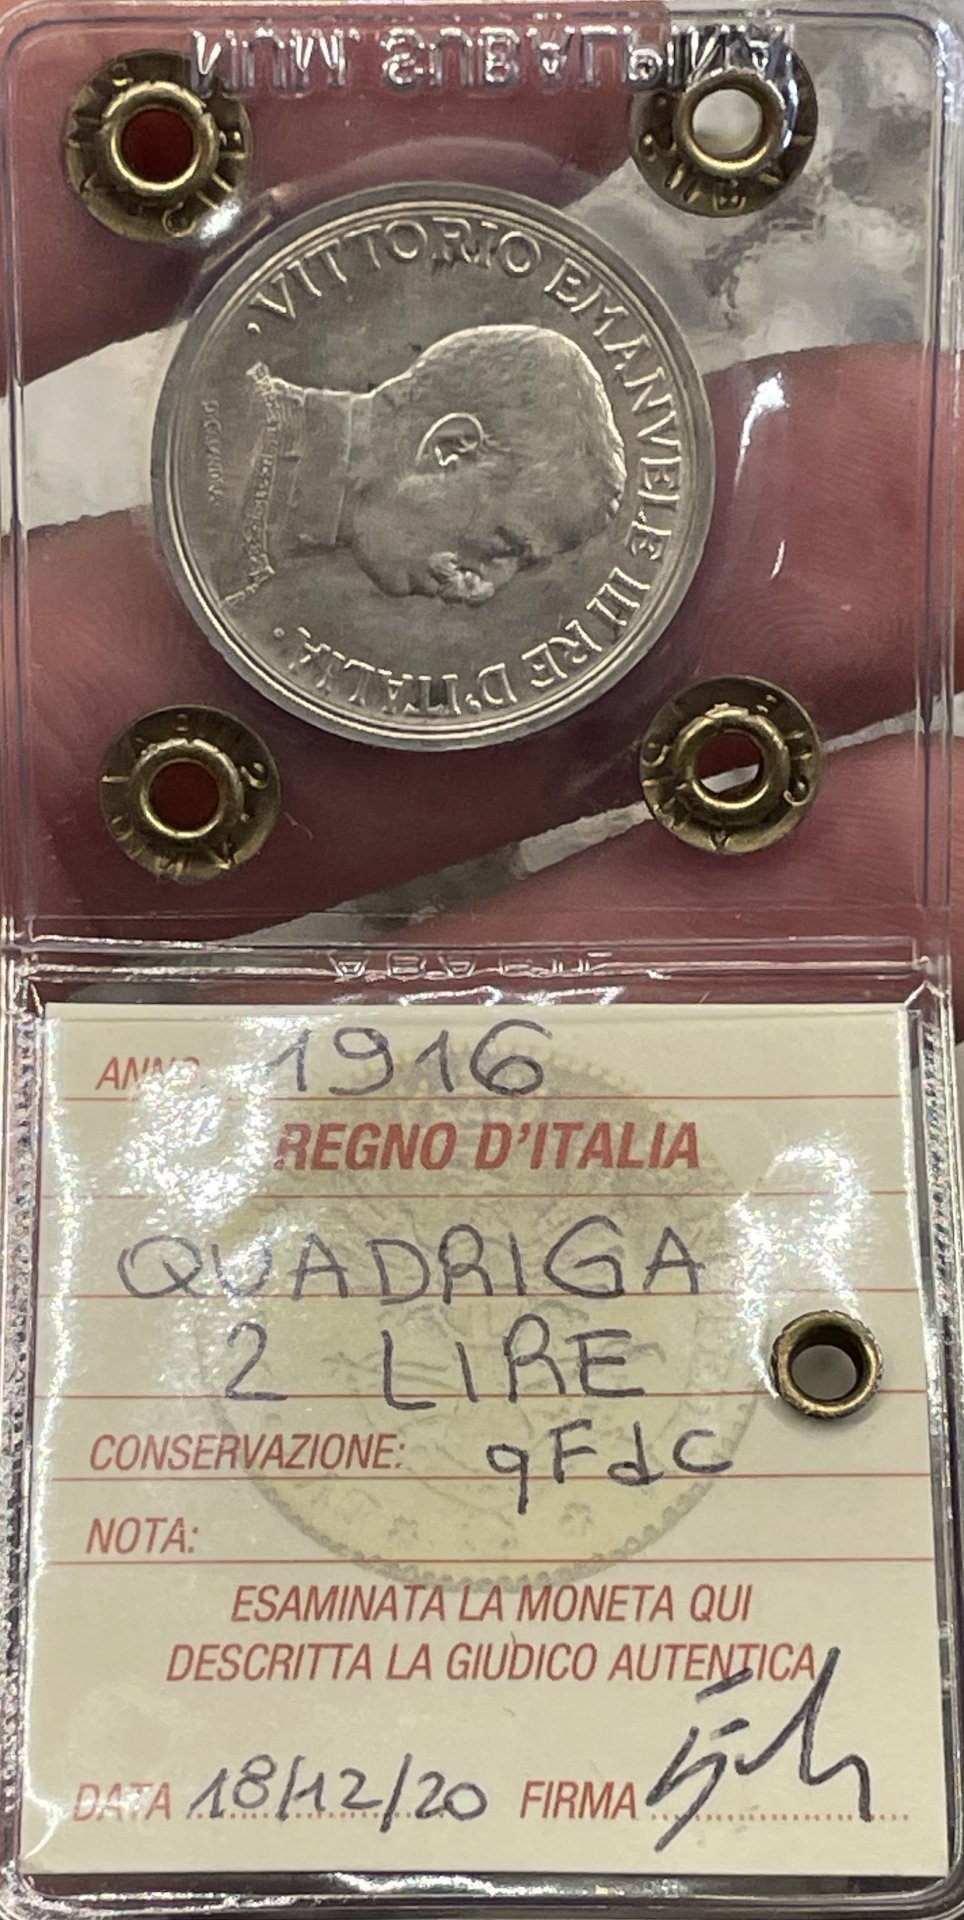 · VITTORIO EMANVELE III RE D'ITALIA ·
ANNO 1916
REGNO D'ITALIA
QUADRIGA
2 LIRE
CONSERVAZIONE: qFdC
NOTA:
ESAMINATA LA MONETA QUI
DESCRITTA LA GIUDICO AUTENTICA
DATA 18/12/20 FIRMA